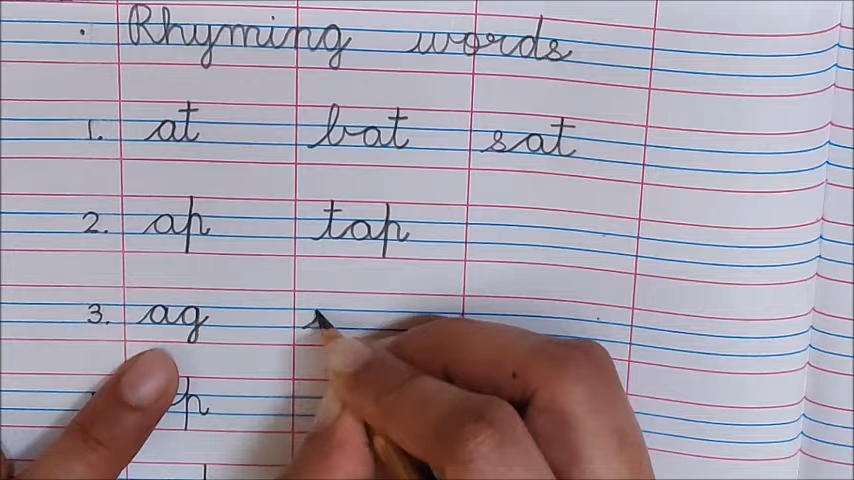 . Rhyming words
1. at bat sat
2. ap tap
3. ag